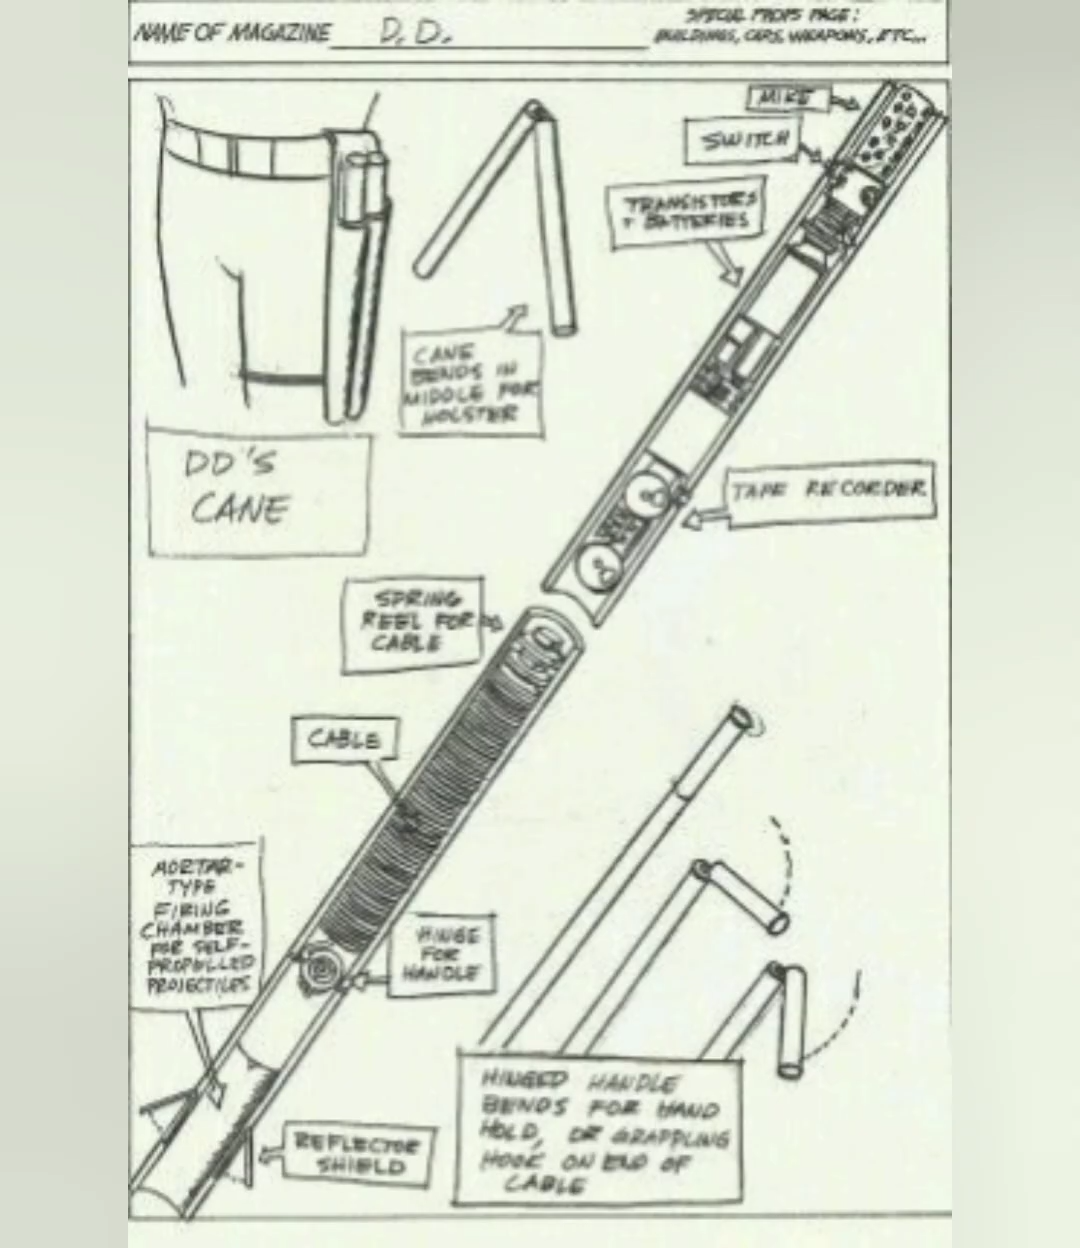 NAME OF MAGAZINE D.D.
SPECIAL PROPS PAGE:
BUILDINGS, CARS, WEAPONS, ETC...
MIKE
SWITCH
TRANSISTORS
+ BATTERIES
CANE
BENDS IN
MIDDLE FOR
HOLSTER
DD'S
CANE
TAPE RECORDER
SPRING
REEL FOR
CABLE
CABLE
MORTAR-
TYPE
FIRING
CHAMBER
FOR SELF-
PROPELLED
PROJECTILES
HINGE
FOR
HANDLE
REFLECTOR
SHIELD
HINGED HANDLE
BENDS FOR HAND
HOLD, OR GRAPPLING
HOOK ON END OF
CABLE